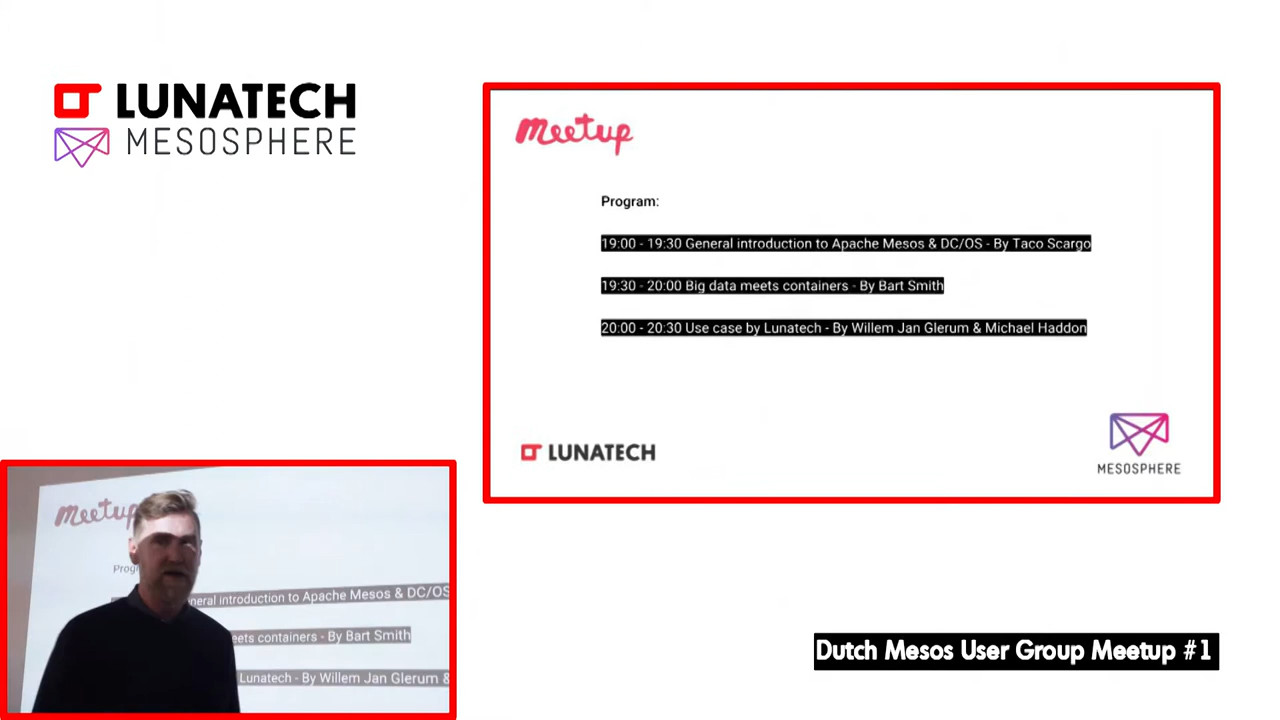 LUNATECH
MESOSPHERE
Meetup
Program:
19:00 - 19:30 General introduction to Apache Mesos & DC/OS - By Taco Scargo
19:30 - 20:00 Big data meets containers - By Bart Smith
20:00 - 20:30 Use case by Lunatech - By Willem Jan Glerum & Michael Haddon
LUNATECH
MESOSPHERE
Meetup
Progr
neral introduction to Apache Mesos & DC/OS
eets containers - By Bart Smith
Lunatech - By Willem Jan Glerum &
Dutch Mesos User Group Meetup #1